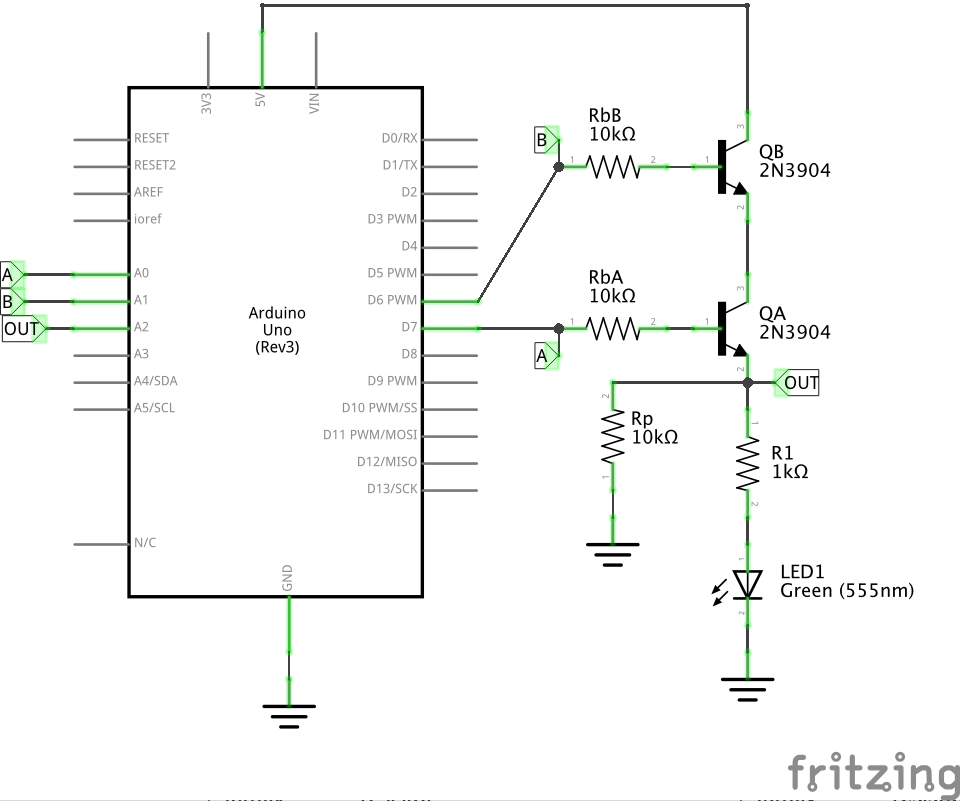 3V3
5V
VIN
RESET
RESET2
AREF
ioref
A0
A1
A2
A3
A4/SDA
A5/SCL
N/C
D0/RX
D1/TX
D2
D3 PWM
D4
D5 PWM
D6 PWM
D7
D8
D9 PWM
D10 PWM/SS
D11 PWM/MOSI
D12/MISO
D13/SCK
GND
Arduino
Uno
(Rev3)
A
B
OUT
B
RbB
10kΩ
1
2
1
3
2
QB
2N3904
A
RbA
10kΩ
1
2
1
3
2
QA
2N3904
OUT
2
Rp
10kΩ
1
1
R1
1kΩ
2
1
LED1
Green (555nm)
2
fritzing